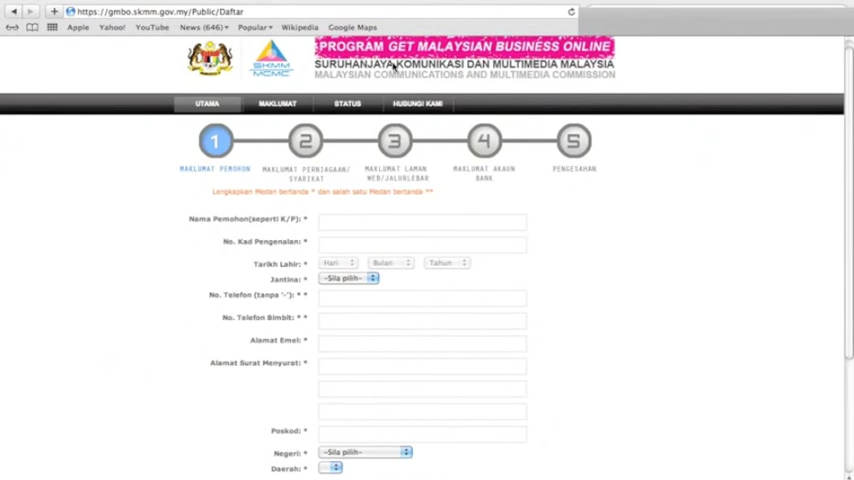 https://gmbo.skmm.gov.my/Public/Daftar
Apple Yahoo! YouTube News (646) Popular Wikipedia Google Maps
PROGRAM GET MALAYSIAN BUSINESS ONLINE
SURUHANJAYA KOMUNIKASI DAN MULTIMEDIA MALAYSIA
MALAYSIAN COMMUNICATIONS AND MULTIMEDIA COMMISSION
SKMM
MCMC
UTAMA MAKLUMAT STATUS HUBUNGI KAMI
1 2 3 4 5
MAKLUMAT PEMOHON
MAKLUMAT PERNIAGAAN/
SYARIKAT
MAKLUMAT LAMAN
WEB/JALURLEBAR
MAKLUMAT AKAUN
BANK
PENGESAHAN
Lengkapkan Medan bertanda * dan salah satu Medan bertanda **
Nama Pemohon(seperti K/P): *
No. Kad Pengenalan: *
Tarikh Lahir: * Hari Bulan Tahun
Jantina: * -Sila pilih-
No. Telefon (tanpa '-'): * *
No. Telefon Bimbit: * *
Alamat Emel: *
Alamat Surat Menyurat: *
Poskod: *
Negeri: * -Sila pilih-
Daerah: *